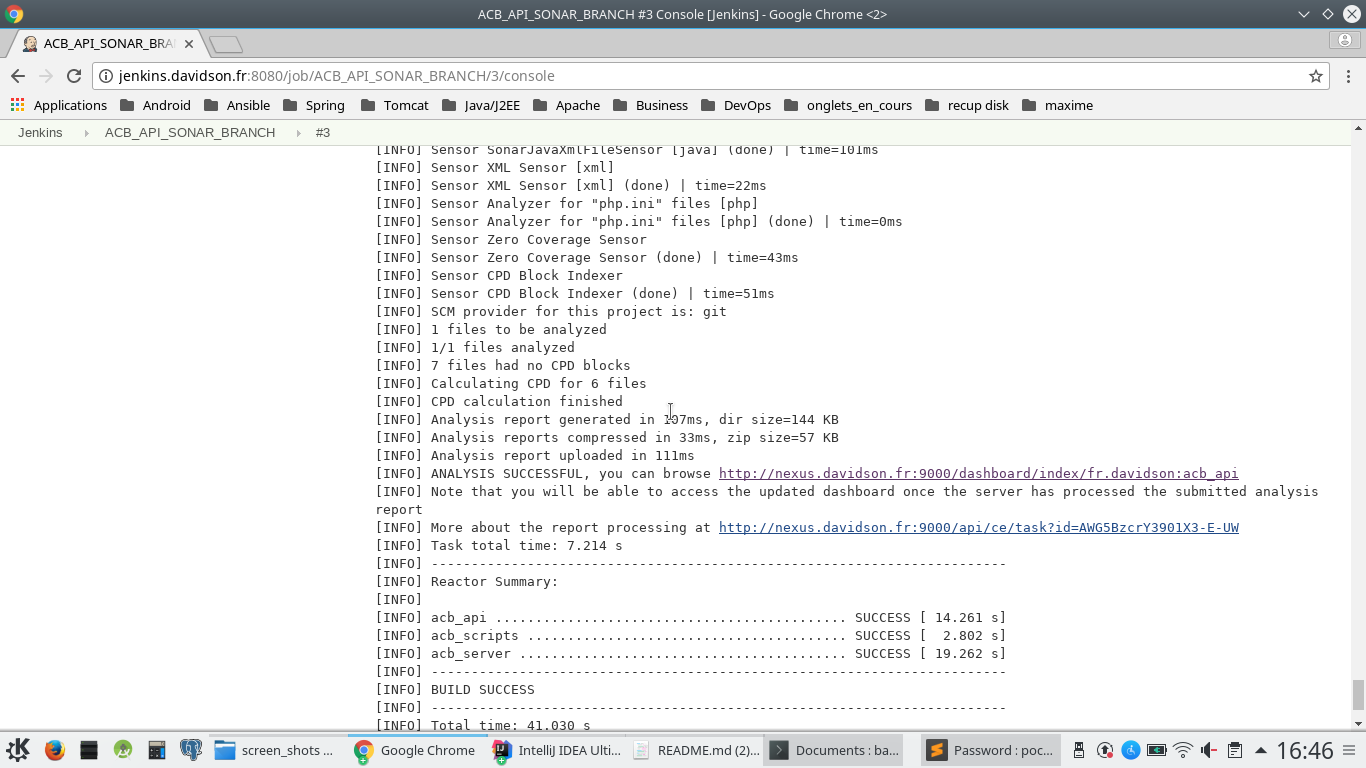 ACB_API_SONAR_BRANCH #3 Console [Jenkins] - Google Chrome <2>
ACB_API_SONAR_BRA
jenkins.davidson.fr:8080/job/ACB_API_SONAR_BRANCH/3/console
Applications Android Ansible Spring Tomcat Java/J2EE Apache Business DevOps onglets_en_cours recup disk maxime
Jenkins ACB_API_SONAR_BRANCH #3
[INFO] Sensor SonarJavaXmlFileSensor [java] (done) | time=101ms
[INFO] Sensor XML Sensor [xml]
[INFO] Sensor XML Sensor [xml] (done) | time=22ms
[INFO] Sensor Analyzer for "php.ini" files [php]
[INFO] Sensor Analyzer for "php.ini" files [php] (done) | time=0ms
[INFO] Sensor Zero Coverage Sensor
[INFO] Sensor Zero Coverage Sensor (done) | time=43ms
[INFO] Sensor CPD Block Indexer
[INFO] Sensor CPD Block Indexer (done) | time=51ms
[INFO] SCM provider for this project is: git
[INFO] 1 files to be analyzed
[INFO] 1/1 files analyzed
[INFO] 7 files had no CPD blocks
[INFO] Calculating CPD for 6 files
[INFO] CPD calculation finished
[INFO] Analysis report generated in 107ms, dir size=144 KB
[INFO] Analysis reports compressed in 33ms, zip size=57 KB
[INFO] Analysis report uploaded in 111ms
[INFO] ANALYSIS SUCCESSFUL, you can browse http://nexus.davidson.fr:9000/dashboard/index/fr.davidson:acb_api
[INFO] Note that you will be able to access the updated dashboard once the server has processed the submitted analysis
report
[INFO] More about the report processing at http://nexus.davidson.fr:9000/api/ce/task?id=AWG5BzcrY3901X3-E-UW
[INFO] Task total time: 7.214 s
[INFO] ------------------------------------------------------------------------
[INFO] Reactor Summary:
[INFO]
[INFO] acb_api ............................................ SUCCESS [ 14.261 s]
[INFO] acb_scripts ........................................ SUCCESS [  2.802 s]
[INFO] acb_server ......................................... SUCCESS [ 19.262 s]
[INFO] ------------------------------------------------------------------------
[INFO] BUILD SUCCESS
[INFO] ------------------------------------------------------------------------
[INFO] Total time: 41.030 s
screen_shots ... Google Chrome IntelliJ IDEA Ulti... README.md (2)... Documents : ba... Password : poc... 16:46